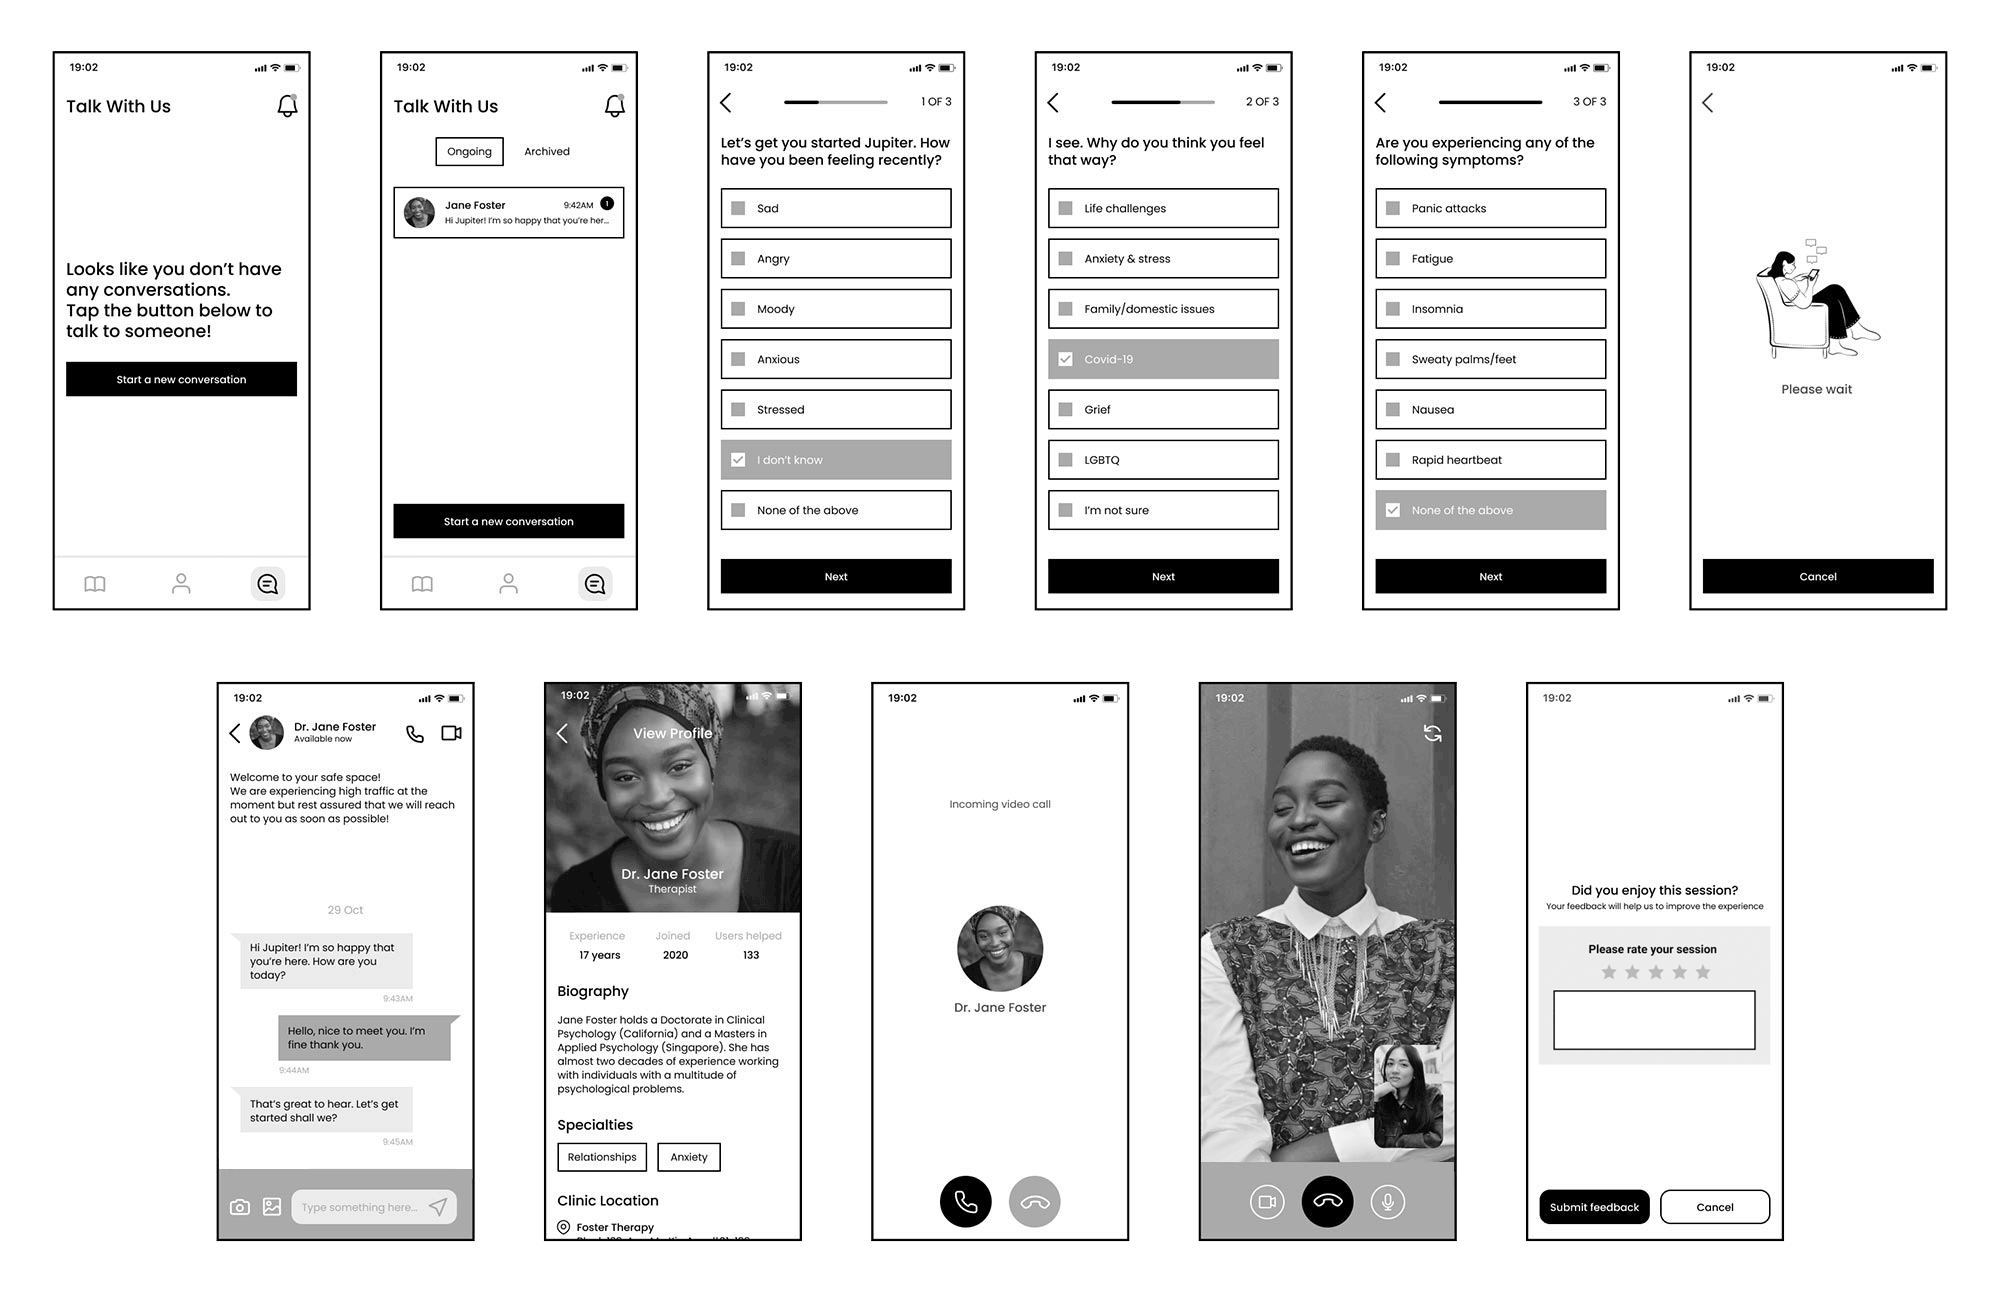 19:02
Talk With Us
Looks like you don't have
any conversations.
Tap the button below to
talk to someone!
Start a new conversation
19:02
Talk With Us
Ongoing
Archived
Jane Foster
9:42AM
1
Hi Jupiter! I'm so happy that you're her...
Start a new conversation
19:02
1 OF 3
Let's get you started Jupiter. How
have you been feeling recently?
Sad
Angry
Moody
Anxious
Stressed
I don't know
None of the above
Next
19:02
2 OF 3
I see. Why do you think you feel
that way?
Life challenges
Anxiety & stress
Family/domestic issues
Covid-19
Grief
LGBTQ
I'm not sure
Next
19:02
3 OF 3
Are you experiencing any of the
following symptoms?
Panic attacks
Fatigue
Insomnia
Sweaty palms/feet
Nausea
Rapid heartbeat
None of the above
Next
19:02
Please wait
Cancel
19:02
Dr. Jane Foster
Available now
Welcome to your safe space!
We are experiencing high traffic at the
moment but rest assured that we will reach
out to you as soon as possible!
29 Oct
Hi Jupiter! I'm so happy that
you're here. How are you
today?
9:43AM
Hello, nice to meet you. I'm
fine thank you.
9:44AM
That's great to hear. Let's get
started shall we?
9:45AM
Type something here...
19:02
View Profile
Dr. Jane Foster
Therapist
Experience
Joined
Users helped
17 years
2020
133
Biography
Jane Foster holds a Doctorate in Clinical
Psychology (California) and a Masters in
Applied Psychology (Singapore). She has
almost two decades of experience working
with individuals with a multitude of
psychological problems.
Specialties
Relationships
Anxiety
Clinic Location
Foster Therapy
19:02
Incoming video call
Dr. Jane Foster
19:02
19:02
Did you enjoy this session?
Your feedback will help us to improve the experience
Please rate your session
Submit feedback
Cancel